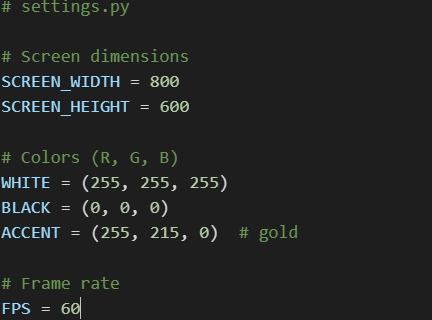 # settings.py
# Screen dimensions
SCREEN_WIDTH = 800
SCREEN_HEIGHT = 600
# Colors (R, G, B)
WHITE = (255, 255, 255)
BLACK = (0, 0, 0)
ACCENT = (255, 215, 0)  # gold
# Frame rate
FPS = 60